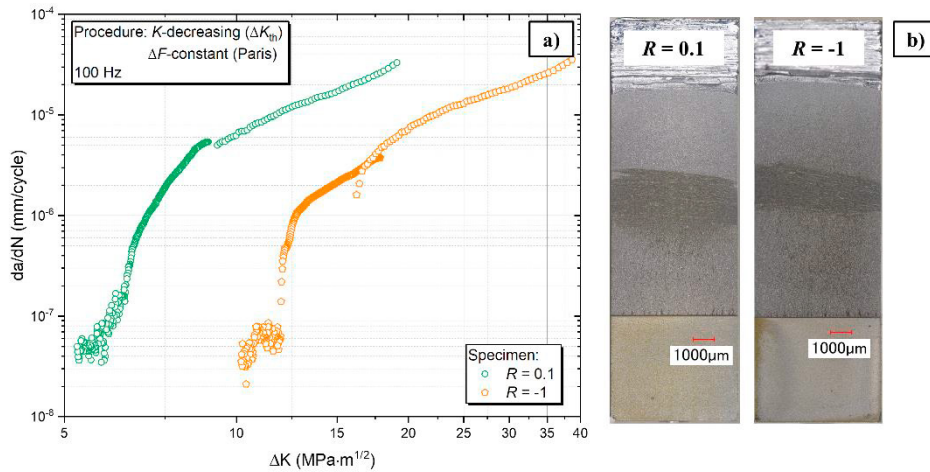 Procedure: K-decreasing (ΔKth)
ΔF-constant (Paris)
100 Hz
a)
10^-4
10^-5
10^-6
10^-7
10^-8
da/dN (mm/cycle)
5 10 15 20 25 30 35 40
ΔK (MPa·m^1/2)
Specimen:
R = 0.1
R = -1
R = 0.1
1000µm
R = -1
1000µm
b)